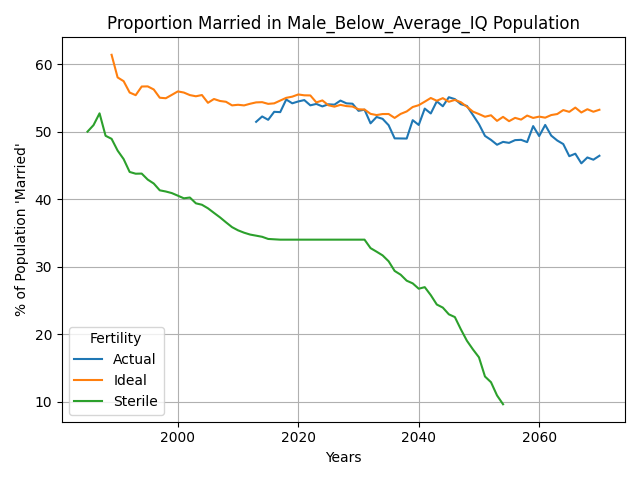 Proportion Married in Male_Below_Average_IQ Population
% of Population 'Married'
60
50
40
30
20
10
Fertility
Actual
Ideal
Sterile
2000 2020 2040 2060
Years